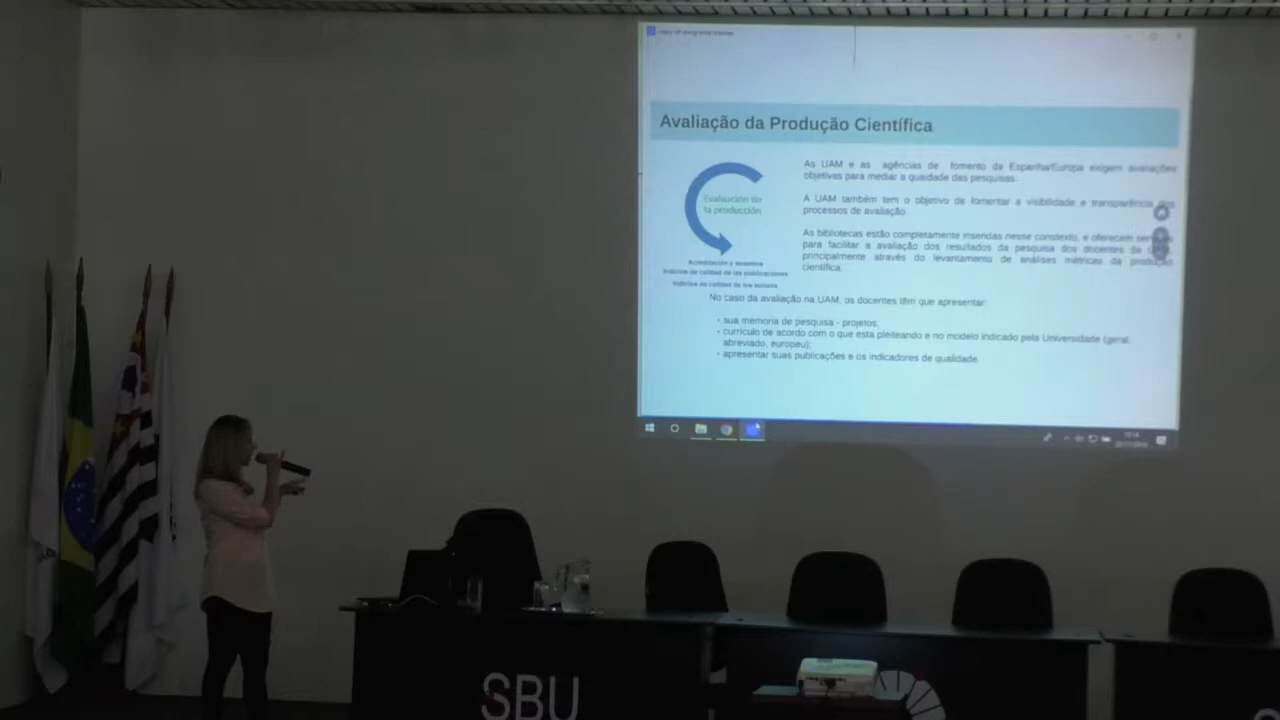 Avaliação da Produção Científica
As UAM e as agências de fomento da Espanha/Europa exigem avaliações
objetivas para mediar a qualidade das pesquisas.
A UAM também tem o objetivo de fomentar a visibilidade e transparência dos
processos de avaliação.
As bibliotecas estão completamente inseridas nesse constexto, e oferecem
para facilitar a avaliação dos resultados da pesquisa dos docentes da
principalmente através do levantamento de análises métricas da produção
científica.
Evaluación de
la producción
Acreditación y sexenios
Indicios de calidad de las publicaciones
Indicios de calidad de los autores
No caso da avaliação na UAM, os docentes têm que apresentar:
- sua memoria de pesquisa - projetos;
- currículo de acordo com o que esta pleiteando e no modelo indicado pela Universidade (geral,
abreviado, europeu);
- apresentar suas publicações e os indicadores de qualidade.
SBU